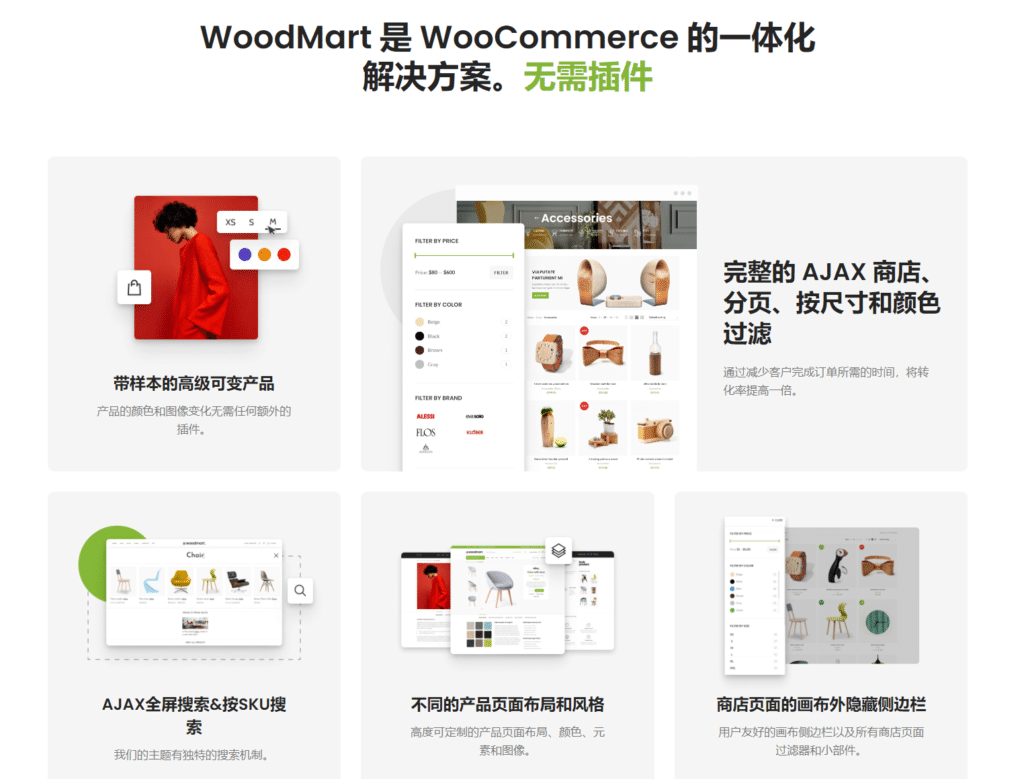 WoodMart 是 WooCommerce 的一体化
解决方案。无需插件
XS S M
带样本的高级可变产品
产品的颜色和图像变化无需任何额外的
插件。
Accessories
FILTER BY PRICE
Price: $80 - $600
FILTER
FILTER BY COLOR
Beige 2
Black 2
Brown 1
Gray 1
FILTER BY BRAND
ALESSI
eva solo
FLOS
KLÖBER
完整的 AJAX 商店、
分页、按尺寸和颜色
过滤
通过减少客户完成订单所需的时间，将转
化率提高一倍。
woodmart.
Chair
AJAX全屏搜索&按SKU搜
索
我们的主题有独特的搜索机制。
不同的产品页面布局和风格
高度可定制的产品页面布局、颜色、元
素和图像。
FILTER BY PRICE
FILTER BY COLOR
FILTER BY SIZE
商店页面的画布外隐藏侧边栏
用户友好的画布侧边栏以及所有商店页面
过滤器和小部件。